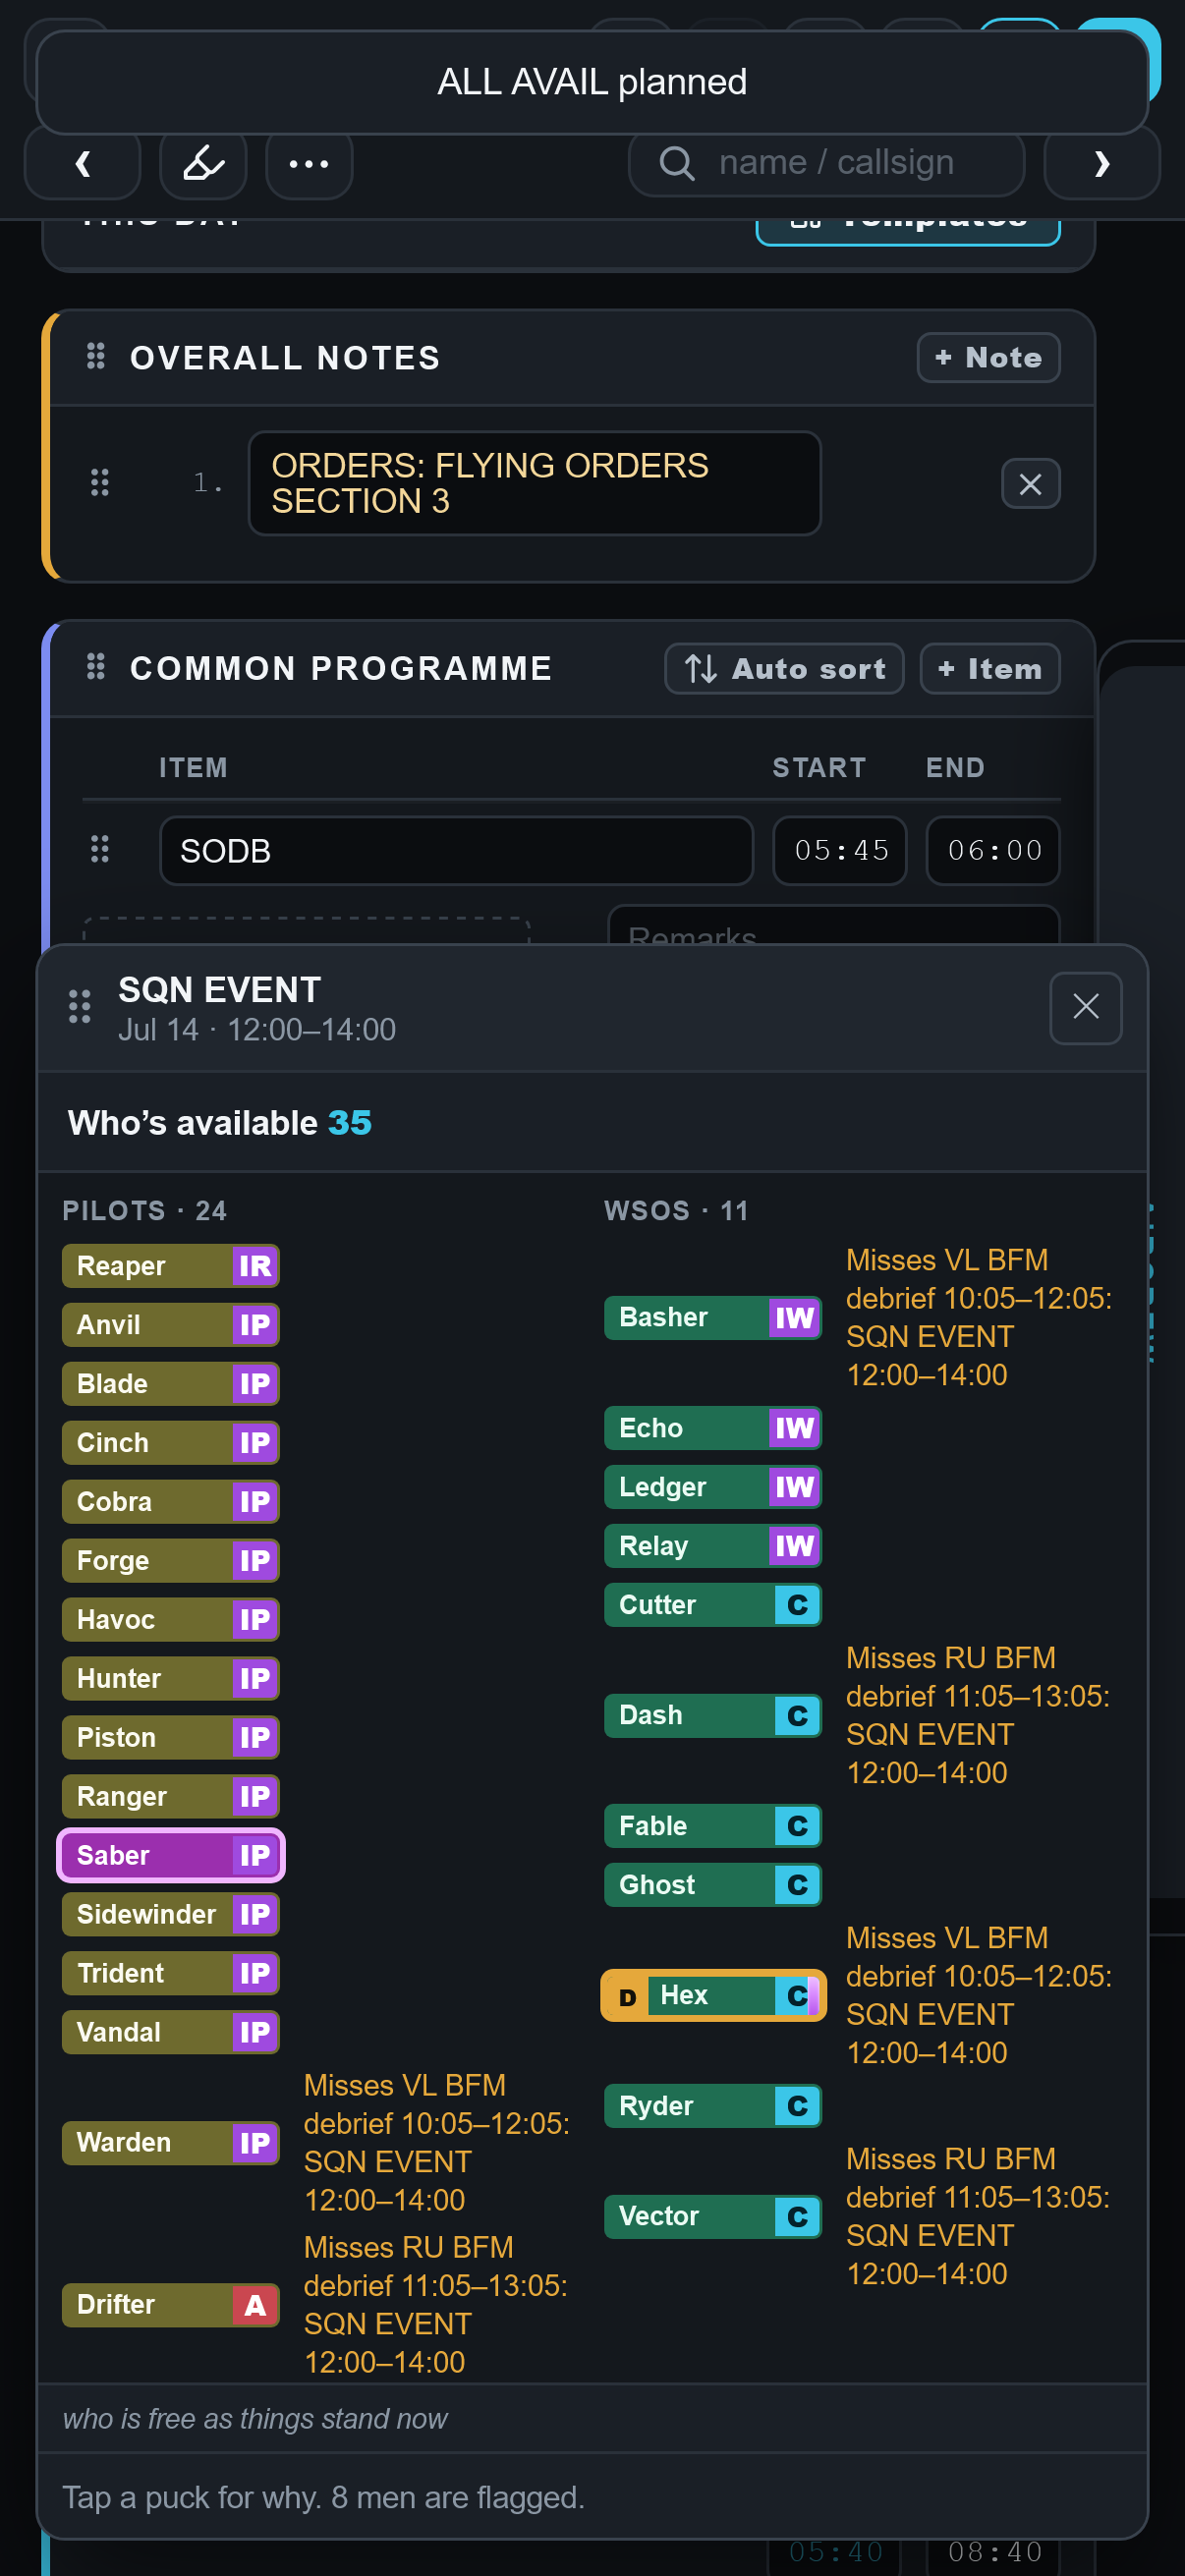 ALL AVAIL planned
name / callsign
THIS DAY
Templates
OVERALL NOTES
+ Note
1.
ORDERS: FLYING ORDERS
SECTION 3
COMMON PROGRAMME
Auto sort
+ Item
ITEM
START
END
SODB
05:45
06:00
Remarks
SQN EVENT
Jul 14 · 12:00–14:00
Who’s available 35
PILOTS · 24
Reaper IR
Anvil IP
Blade IP
Cinch IP
Cobra IP
Forge IP
Havoc IP
Hunter IP
Piston IP
Ranger IP
Saber IP
Sidewinder IP
Trident IP
Vandal IP
Warden IP
Misses VL BFM
debrief 10:05–12:05:
SQN EVENT
12:00–14:00
Drifter A
Misses RU BFM
debrief 11:05–13:05:
SQN EVENT
12:00–14:00
WSOS · 11
Basher IW
Misses VL BFM
debrief 10:05–12:05:
SQN EVENT
12:00–14:00
Echo IW
Ledger IW
Relay IW
Cutter C
Dash C
Misses RU BFM
debrief 11:05–13:05:
SQN EVENT
12:00–14:00
Fable C
Ghost C
D Hex C
Misses VL BFM
debrief 10:05–12:05:
SQN EVENT
12:00–14:00
Ryder C
Vector C
Misses RU BFM
debrief 11:05–13:05:
SQN EVENT
12:00–14:00
who is free as things stand now
Tap a puck for why. 8 men are flagged.
05:40
08:40